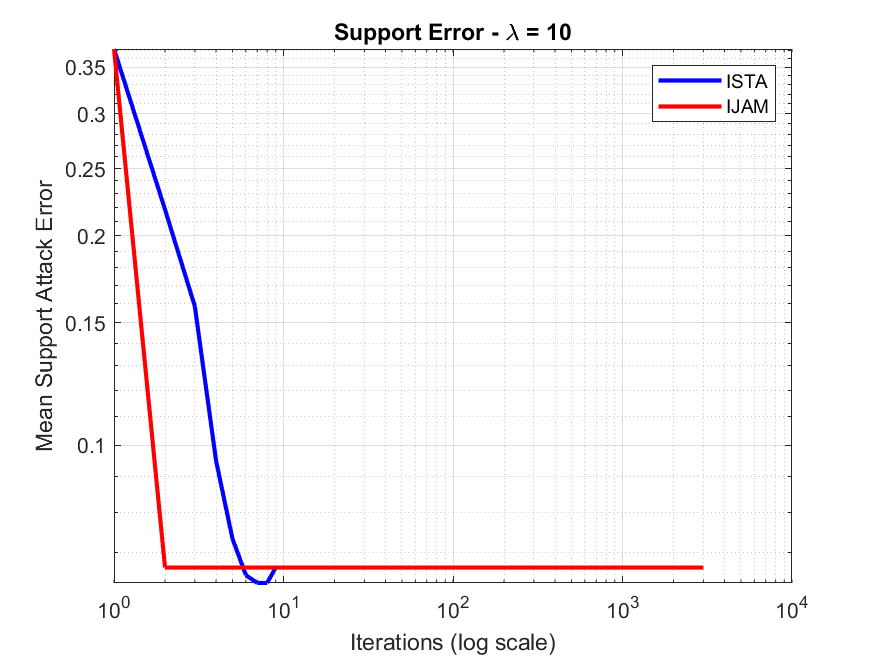 Support Error - λ = 10
ISTA
IJAM
Mean Support Attack Error
0.35
0.3
0.25
0.2
0.15
0.1
10^0 10^1 10^2 10^3 10^4
Iterations (log scale)